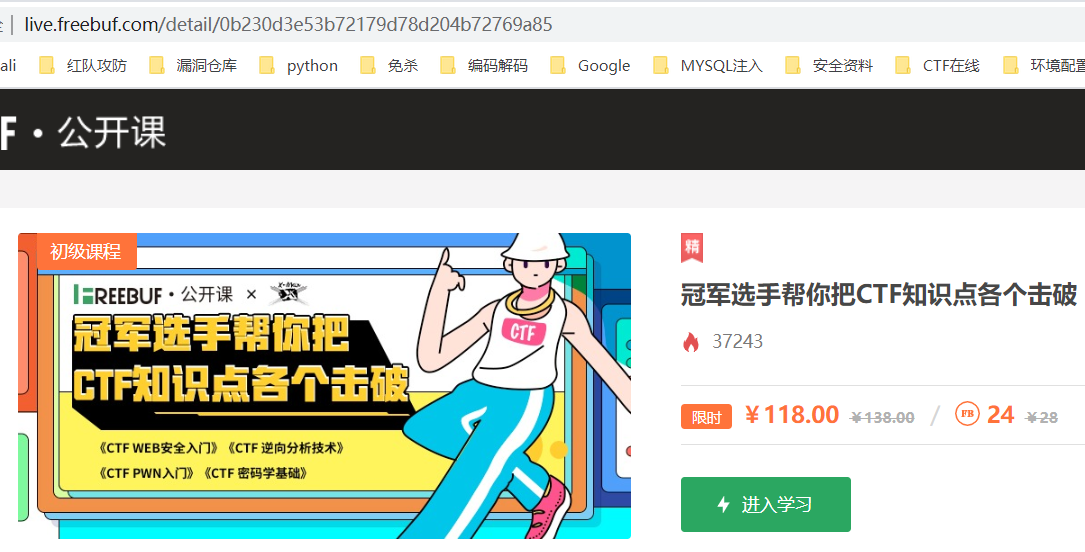 live.freebuf.com/detail/0b230d3e53b72179d78d204b72769a85
ali 红队攻防 漏洞仓库 python 免杀 编码解码 Google MYSQL注入 安全资料 CTF在线 环境配置
F·公开课
初级课程
FREEBUF·公开课 ×
冠军选手帮你把
CTF知识点各个击破
CTF
《CTF WEB安全入门》《CTF 逆向分析技术》
《CTF PWN入门》《CTF 密码学基础》
精
冠军选手帮你把CTF知识点各个击破
37243
限时 ¥118.00 ¥138.00 / FB 24 ¥28
进入学习